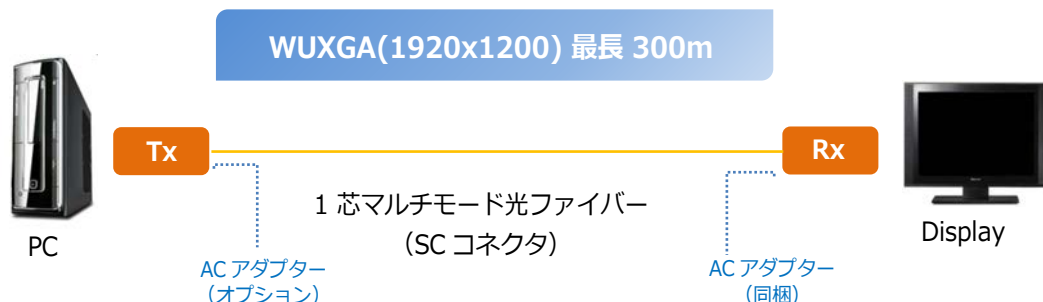 WUXGA(1920x1200) 最長 300m
Tx
Rx
1 芯マルチモード光ファイバー
(SC コネクタ)
PC
Display
AC アダプター
(オプション)
AC アダプター
(同梱)